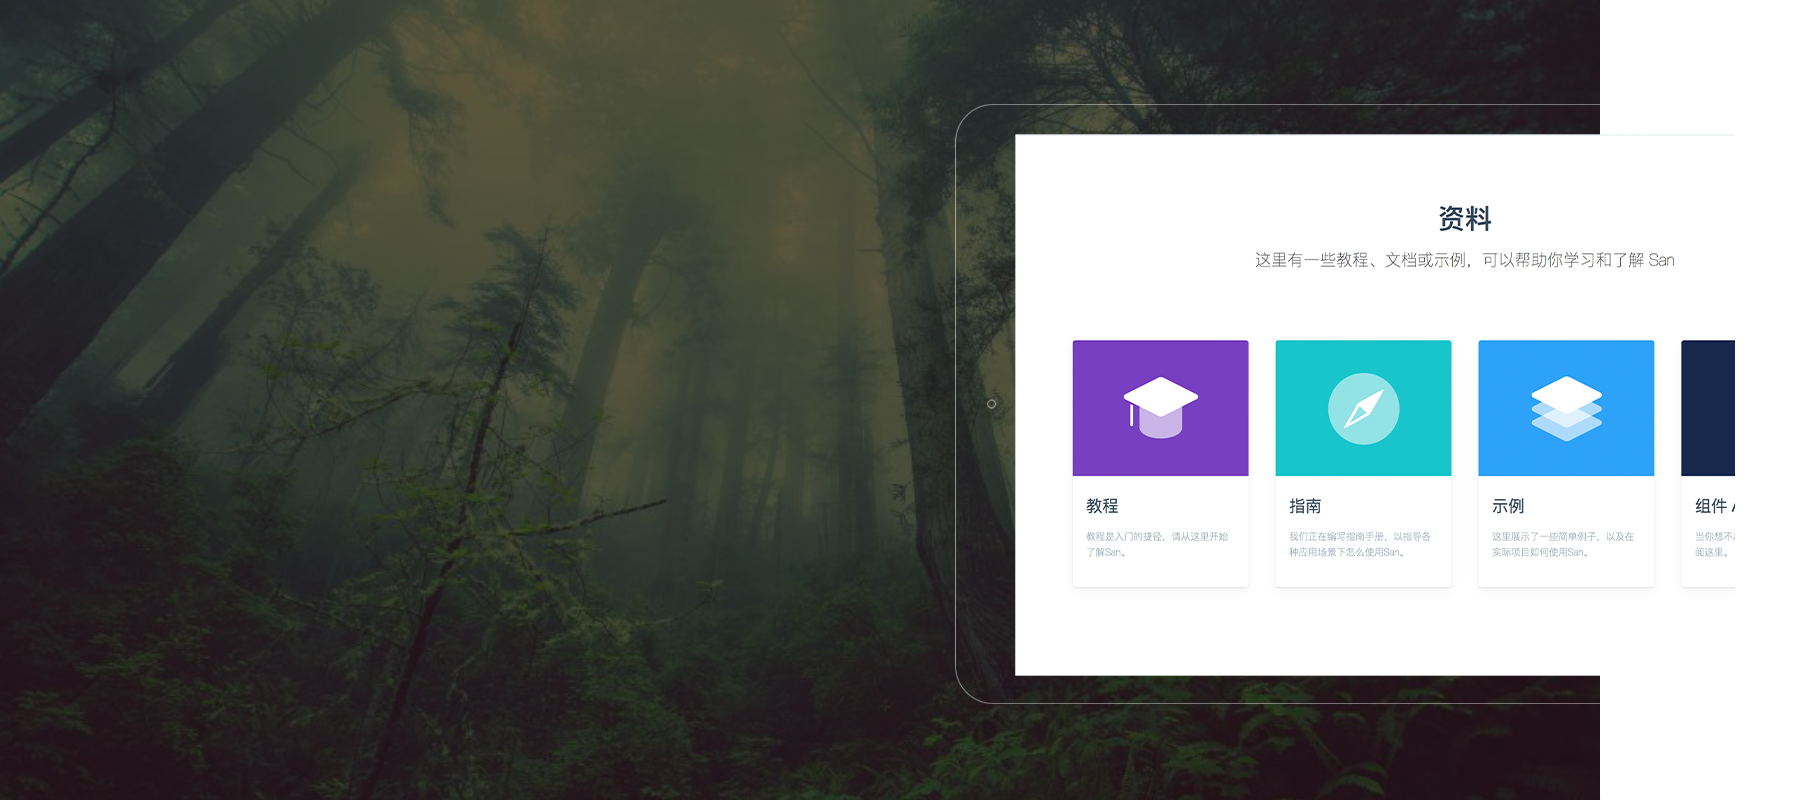 资料
这里有一些教程、文档或示例，可以帮助你学习和了解 San
教程
教程是入门的捷径，请从这里开始
了解San。
指南
我们正在编写指南手册，以指导各
种应用场景下怎么使用San。
示例
这里展示了一些简单例子，以及在
实际项目如何使用San。
组件
当你想不
阅这里。